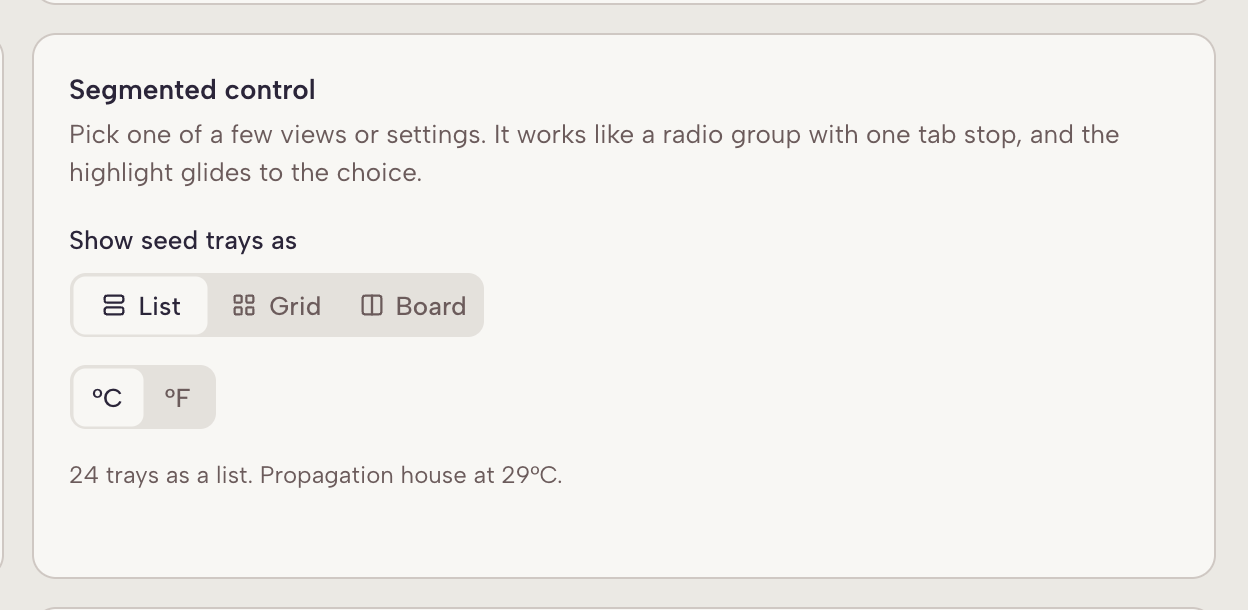 Segmented control
Pick one of a few views or settings. It works like a radio group with one tab stop, and the
highlight glides to the choice.
Show seed trays as
List Grid Board
°C °F
24 trays as a list. Propagation house at 29°C.